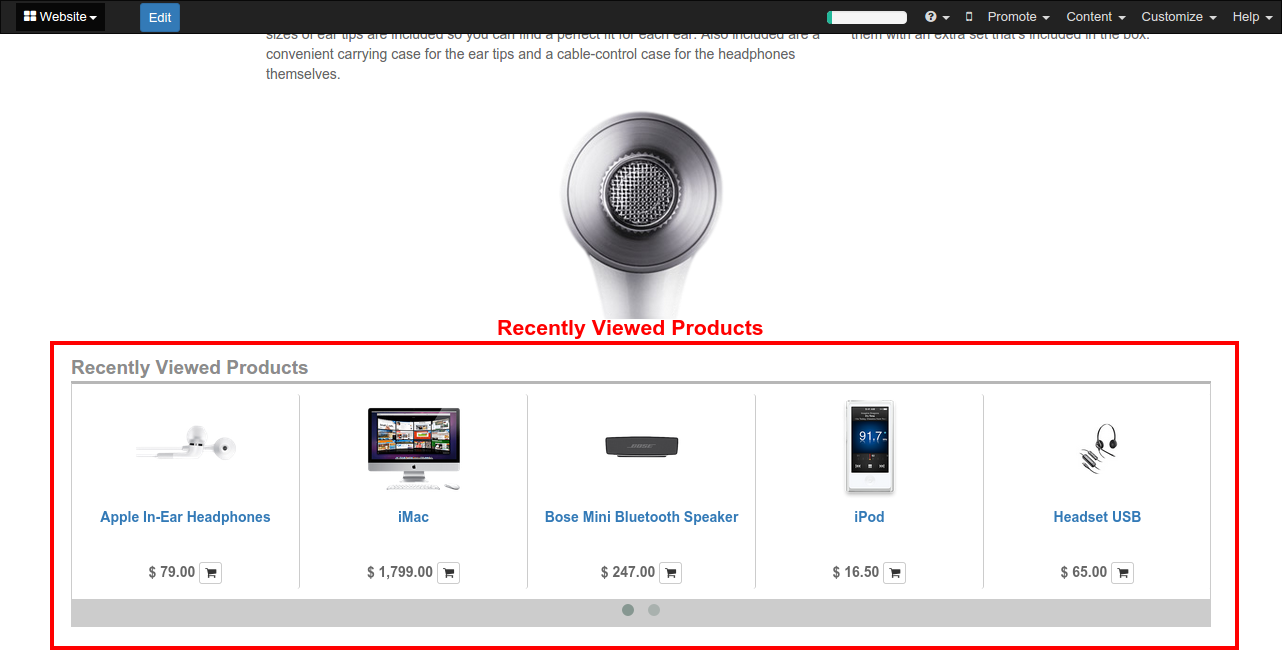 Website Edit Promote Content Customize Help
sizes of ear tips are included so you can find a perfect fit for each ear. Also included are a
convenient carrying case for the ear tips and a cable-control case for the headphones
themselves.
them with an extra set that's included in the box.
Recently Viewed Products
Recently Viewed Products
91.7
Apple In-Ear Headphones iMac Bose Mini Bluetooth Speaker iPod Headset USB
$ 79.00 $ 1,799.00 $ 247.00 $ 16.50 $ 65.00